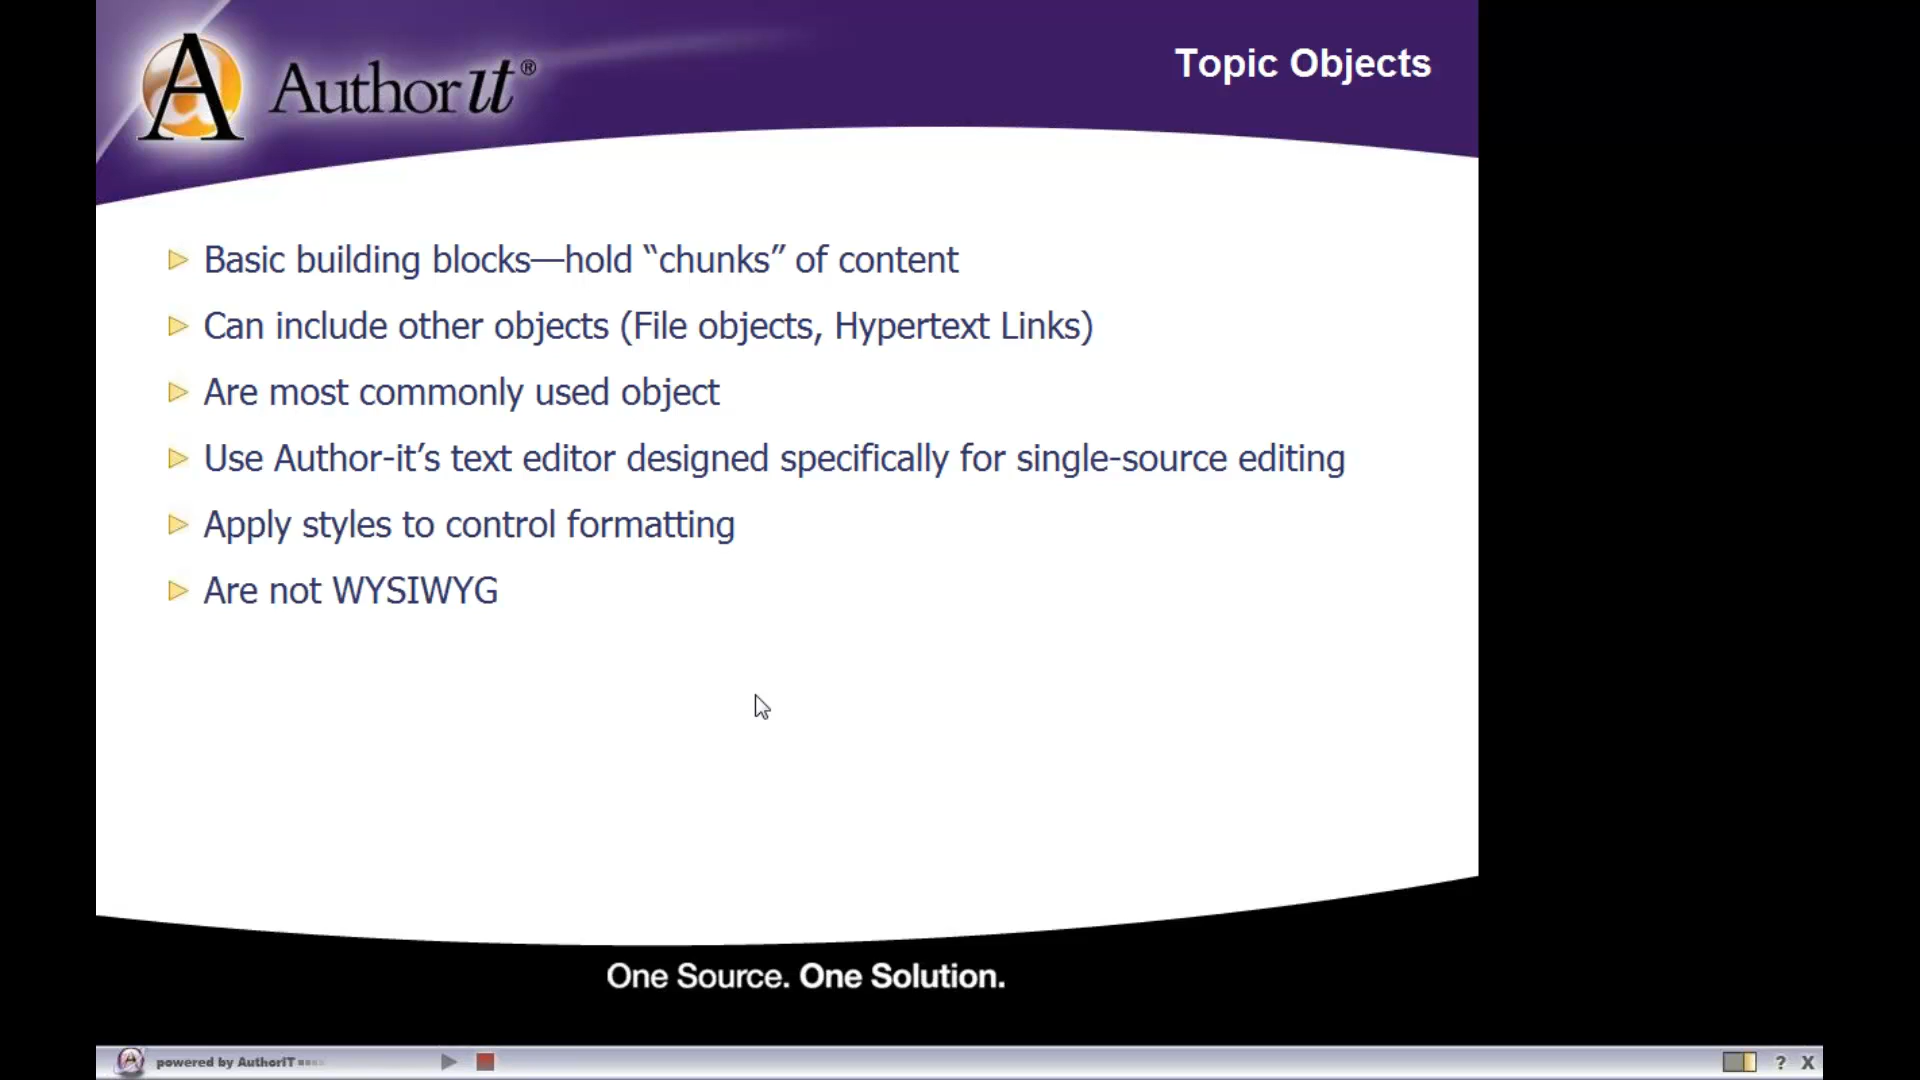 Authorit®
Topic Objects
Basic building blocks—hold “chunks” of content
Can include other objects (File objects, Hypertext Links)
Are most commonly used object
Use Author-it’s text editor designed specifically for single-source editing
Apply styles to control formatting
Are not WYSIWYG
One Source. One Solution.
powered by AuthorIT
? X